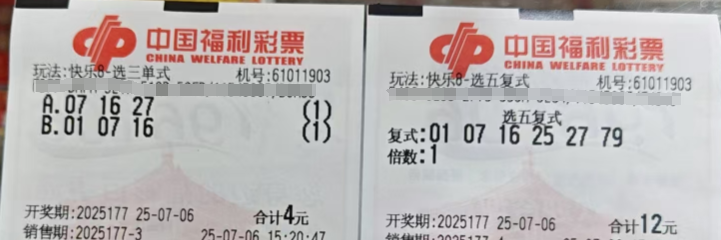 中国福利彩票
CHINA WELFARE LOTTERY
玩法:快乐8-选三单式 机号:61011903
A.07 16 27 (1)
B.01 07 16 (1)
开奖期:2025177 25-07-06 合计4元
销售期:2025177-3 25-07-06 15:20:47
中国福利彩票
CHINA WELFARE LOTTERY
玩法:快乐8-选五复式 机号:61011903
选五复式
复式:01 07 16 25 27 79
倍数:1
开奖期:2025177 25-07-06 合计12元